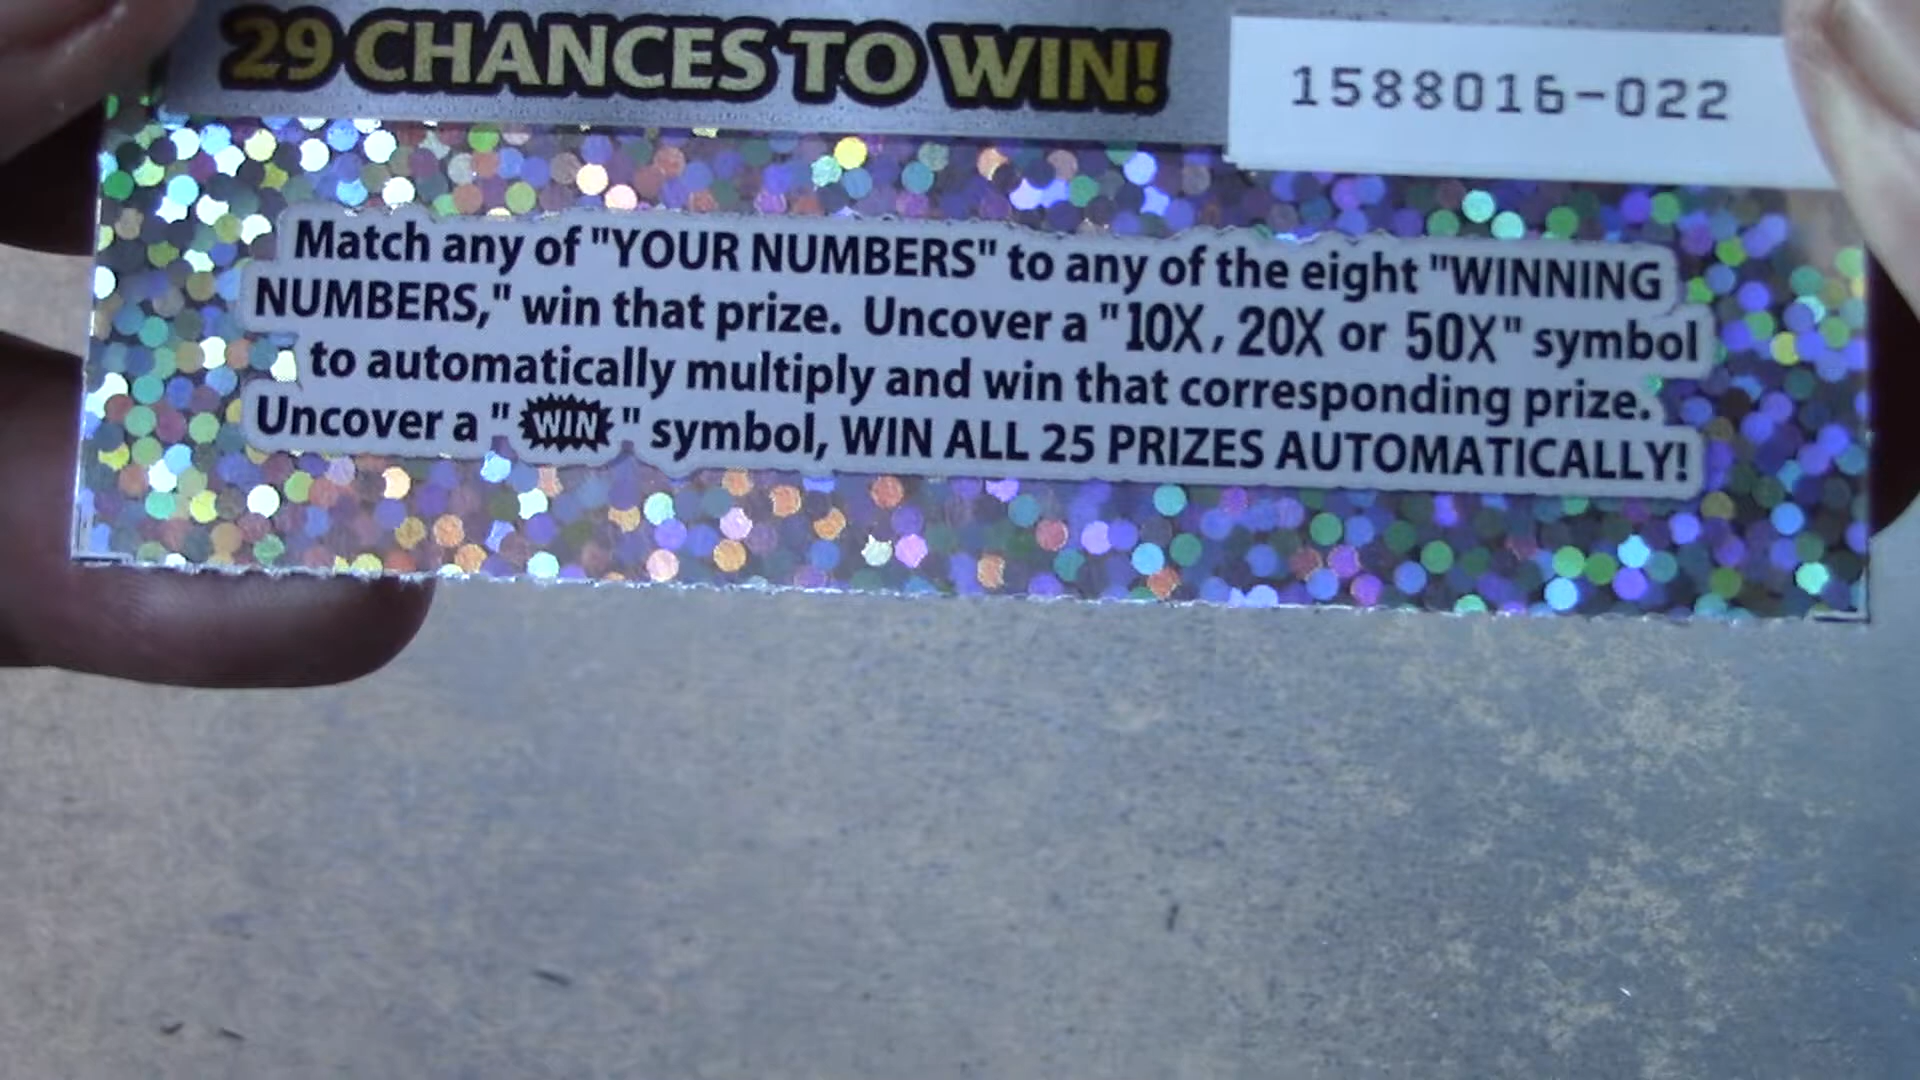 29 CHANCES TO WIN!
1588016-022
Match any of "YOUR NUMBERS" to any of the eight "WINNING
NUMBERS," win that prize. Uncover a "10X, 20X or 50X" symbol
to automatically multiply and win that corresponding prize.
Uncover a "WIN" symbol, WIN ALL 25 PRIZES AUTOMATICALLY!